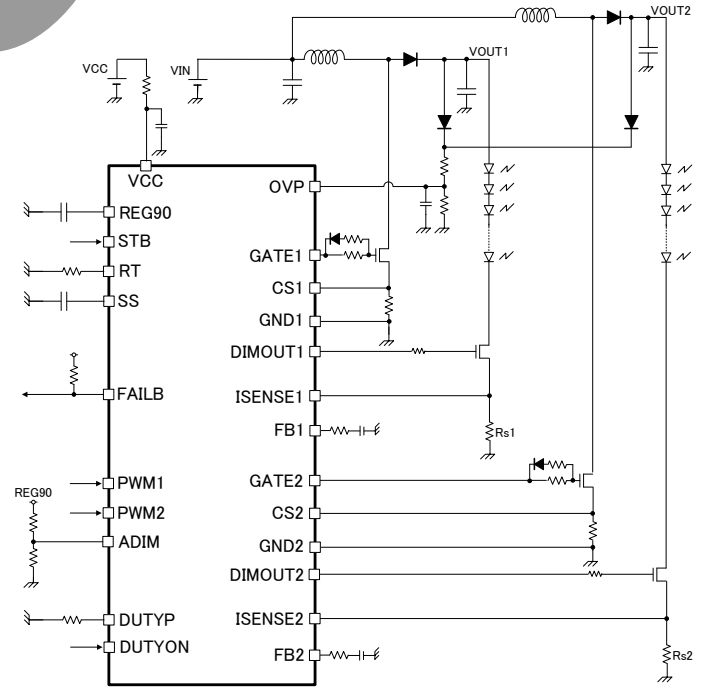 VOUT2
VOUT1
VCC
VIN
VCC
OVP
REG90
STB
GATE1
RT
CS1
SS
GND1
DIMOUT1
FAILB
ISENSE1
FB1
Rs1
PWM1
GATE2
REG90
PWM2
CS2
ADIM
GND2
DIMOUT2
DUTYP
ISENSE2
DUTYON
FB2
Rs2